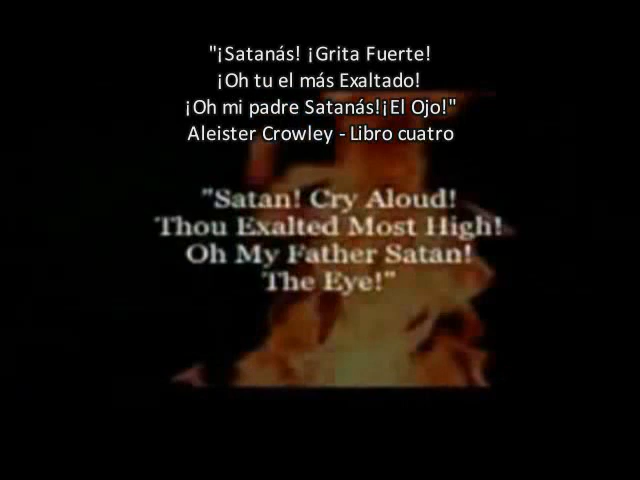 "¡Satanás! ¡Grita Fuerte!
¡Oh tu el más Exaltado!
¡Oh mi padre Satanás!¡El Ojo!"
Aleister Crowley - Libro cuatro
"Satan! Cry Aloud!
Thou Exalted Most High!
Oh My Father Satan!
The Eye!"